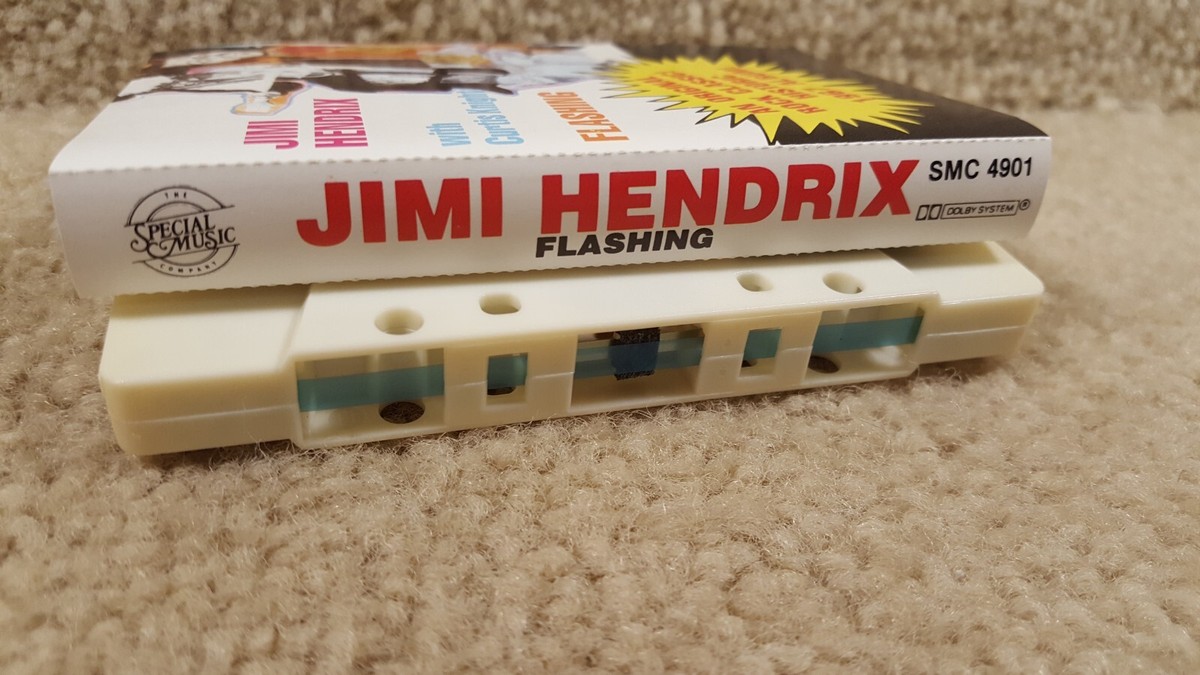 JIMI
HENDRIX
with
Curtis Knight
FLASHING
THE
SPECIAL
MUSIC
COMPANY
JIMI HENDRIX
FLASHING
SMC 4901
DOLBY SYSTEM ®